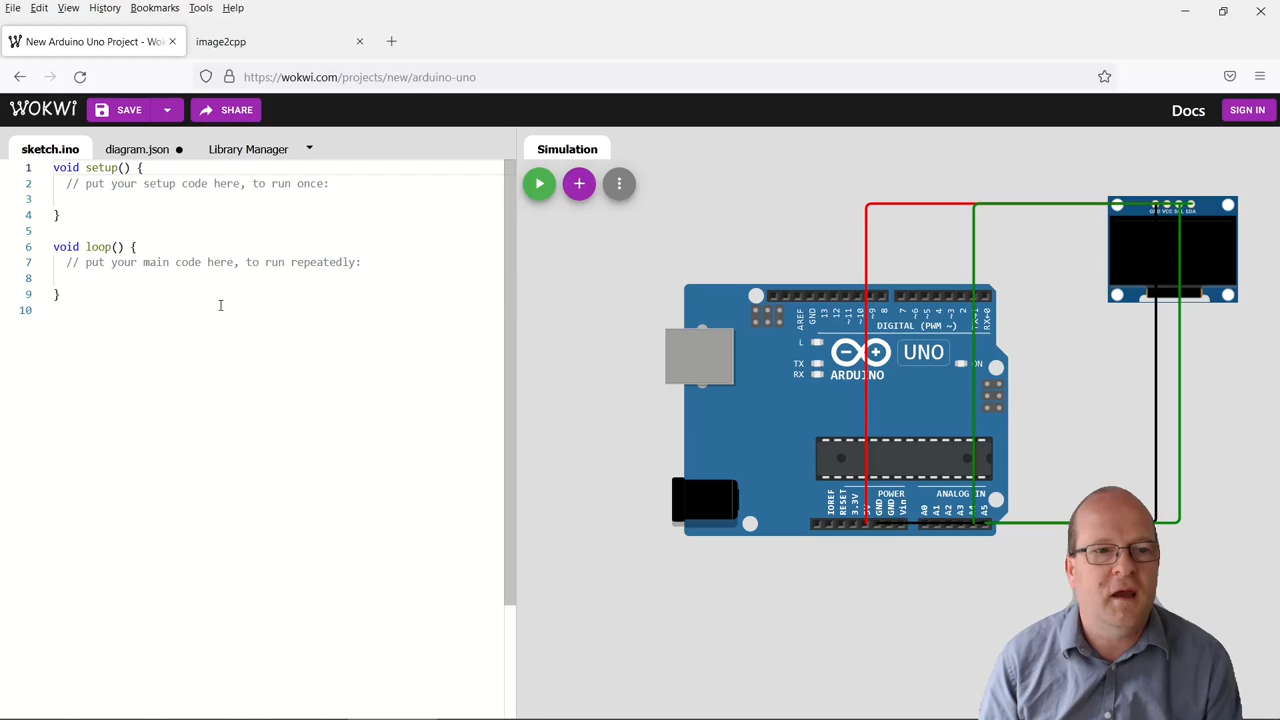 File Edit View History Bookmarks Tools Help
New Arduino Uno Project - Wok
image2cpp
https://wokwi.com/projects/new/arduino-uno
WOKWI
SAVE
SHARE
Docs
SIGN IN
sketch.ino
diagram.json
Library Manager
Simulation
1 void setup() {
2 // put your setup code here, to run once:
3
4 }
5
6 void loop() {
7 // put your main code here, to run repeatedly:
8
9 }
10
GND VCC SCL SDA
AREF
GND
13
12
~11
~10
~9
8
7
~6
~5
4
~3
2
TX→1
RX←0
DIGITAL (PWM ~)
L
TX
RX
UNO
ON
ARDUINO
POWER
ANALOG IN
IOREF
RESET
3.3V
5V
GND
GND
Vin
A0
A1
A2
A3
A4
A5